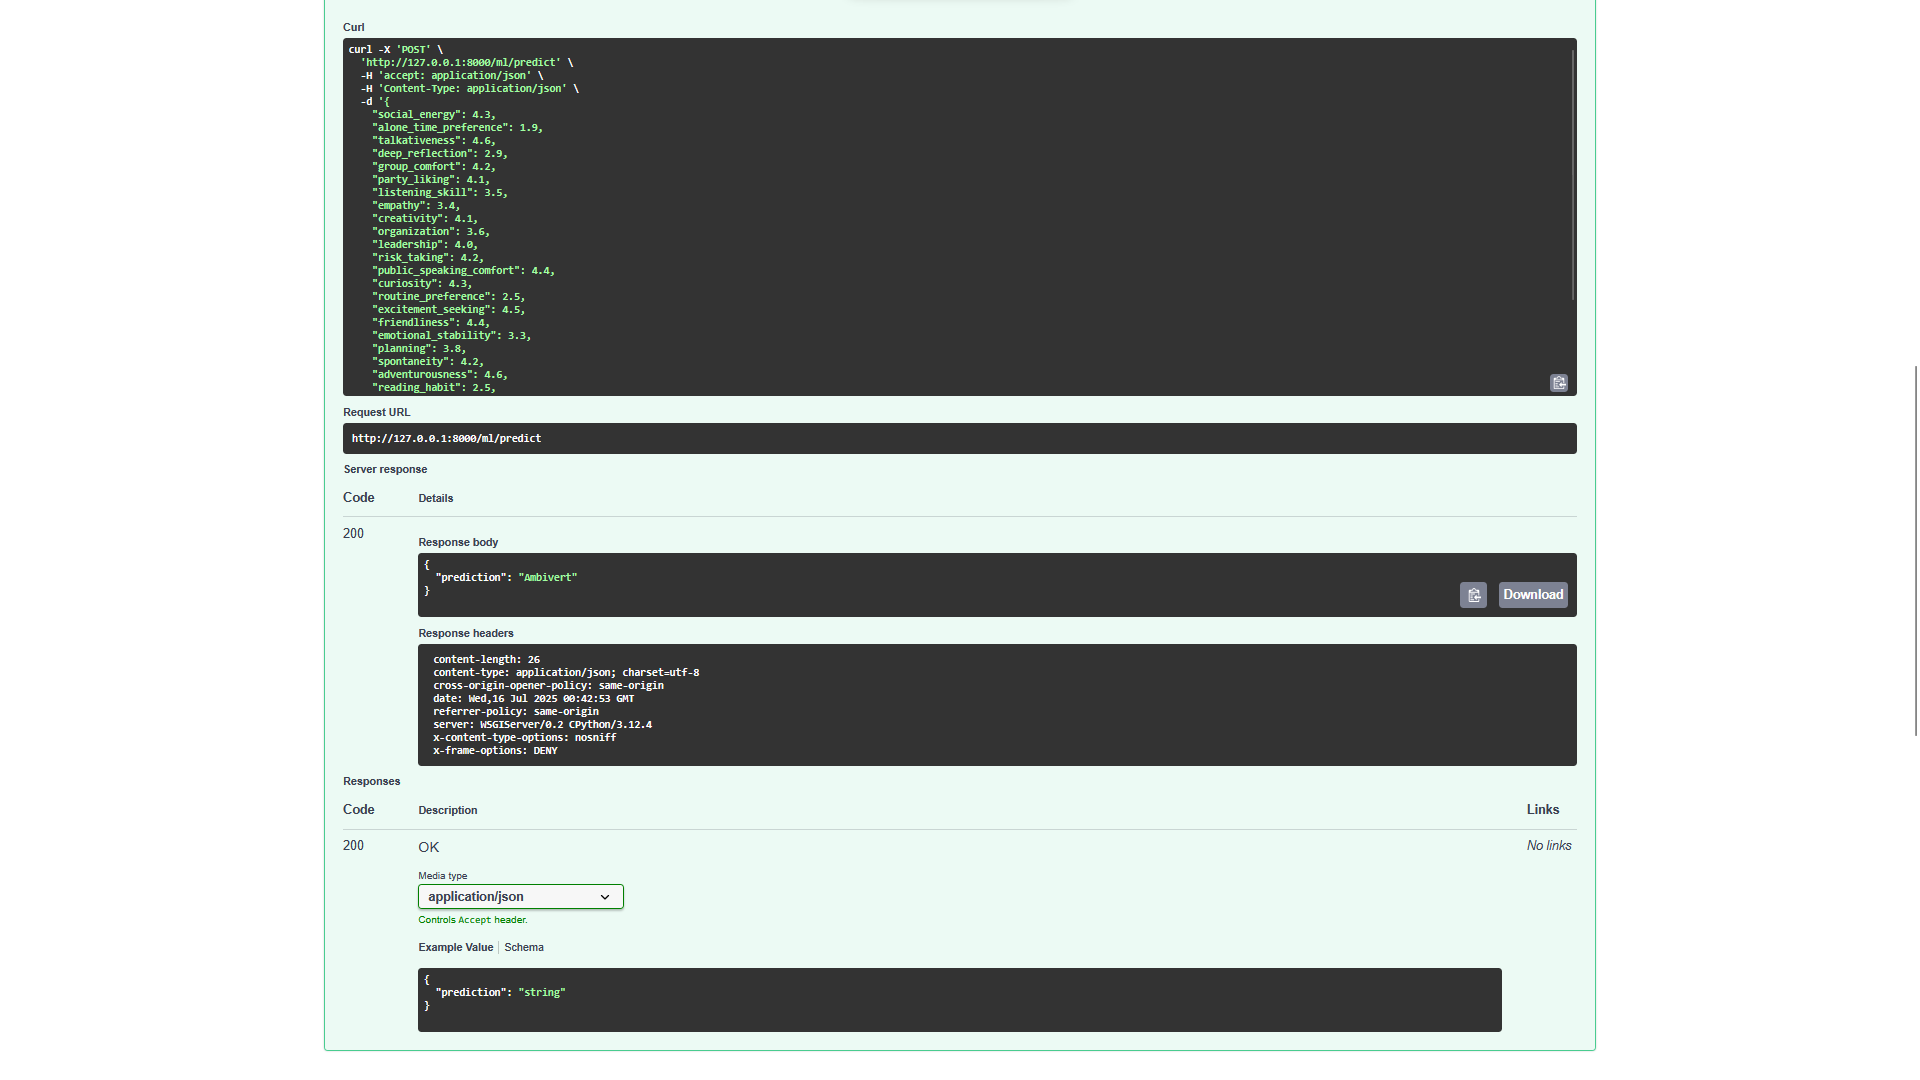 Curl
curl -X 'POST' \
'http://127.0.0.1:8000/ml/predict' \
-H 'accept: application/json' \
-H 'Content-Type: application/json' \
-d '{
"social_energy": 4.3,
"alone_time_preference": 1.9,
"talkativeness": 4.6,
"deep_reflection": 2.9,
"group_comfort": 4.2,
"party_liking": 4.1,
"listening_skill": 3.5,
"empathy": 3.4,
"creativity": 4.1,
"organization": 3.6,
"leadership": 4.0,
"risk_taking": 4.2,
"public_speaking_comfort": 4.4,
"curiosity": 4.3,
"routine_preference": 2.5,
"excitement_seeking": 4.5,
"friendliness": 4.4,
"emotional_stability": 3.3,
"planning": 3.8,
"spontaneity": 4.2,
"adventurousness": 4.6,
"reading_habit": 2.5,
Request URL
http://127.0.0.1:8000/ml/predict
Server response
Code Details
200
Response body
{
"prediction": "Ambivert"
}
Download
Response headers
content-length: 26
content-type: application/json; charset=utf-8
cross-origin-opener-policy: same-origin
date: Wed,16 Jul 2025 00:42:53 GMT
referrer-policy: same-origin
server: WSGIServer/0.2 CPython/3.12.4
x-content-type-options: nosniff
x-frame-options: DENY
Responses
Code Description Links
200 OK No links
Media type
application/json
Controls Accept header.
Example Value Schema
{
"prediction": "string"
}